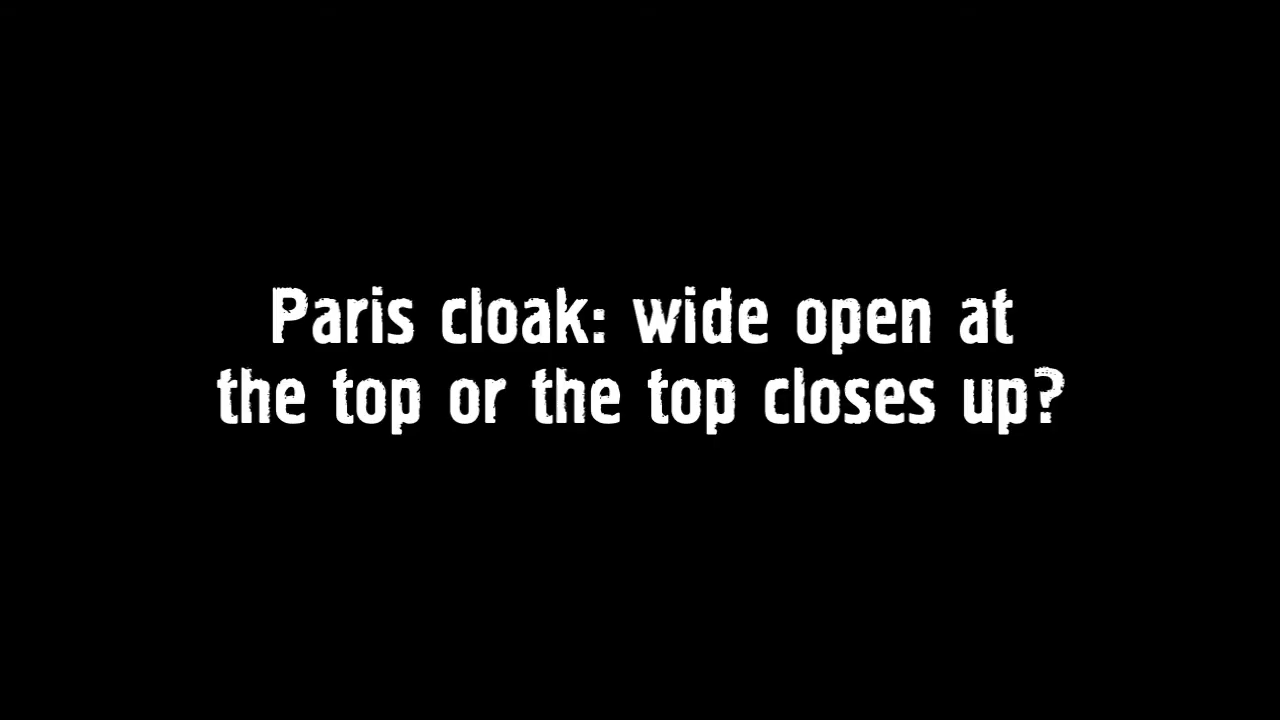 Paris cloak: wide open at
the top or the top closes up?